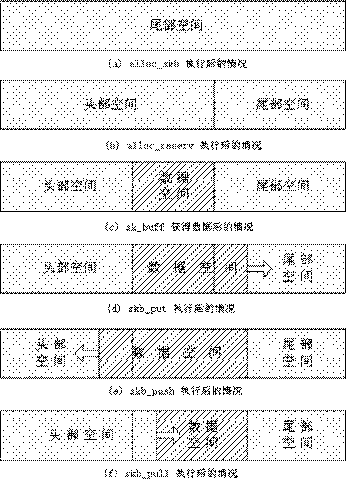 尾部空间
(a) alloc_skb 执行后的情况
头部空间 尾部空间
(b) alloc_reserv 执行后的情况
头部空间 数据 尾部空间
空间
(c) sk_buff 获得数据后的情况
头部空间 数据空间 尾部
空间
(d) skb_put 执行后的情况
头部 数据空间 尾部
空间 空间
(e) skb_push 执行后的情况
头部空间 数据 尾部
空间 空间
(f) skb_pull 执行后的情况